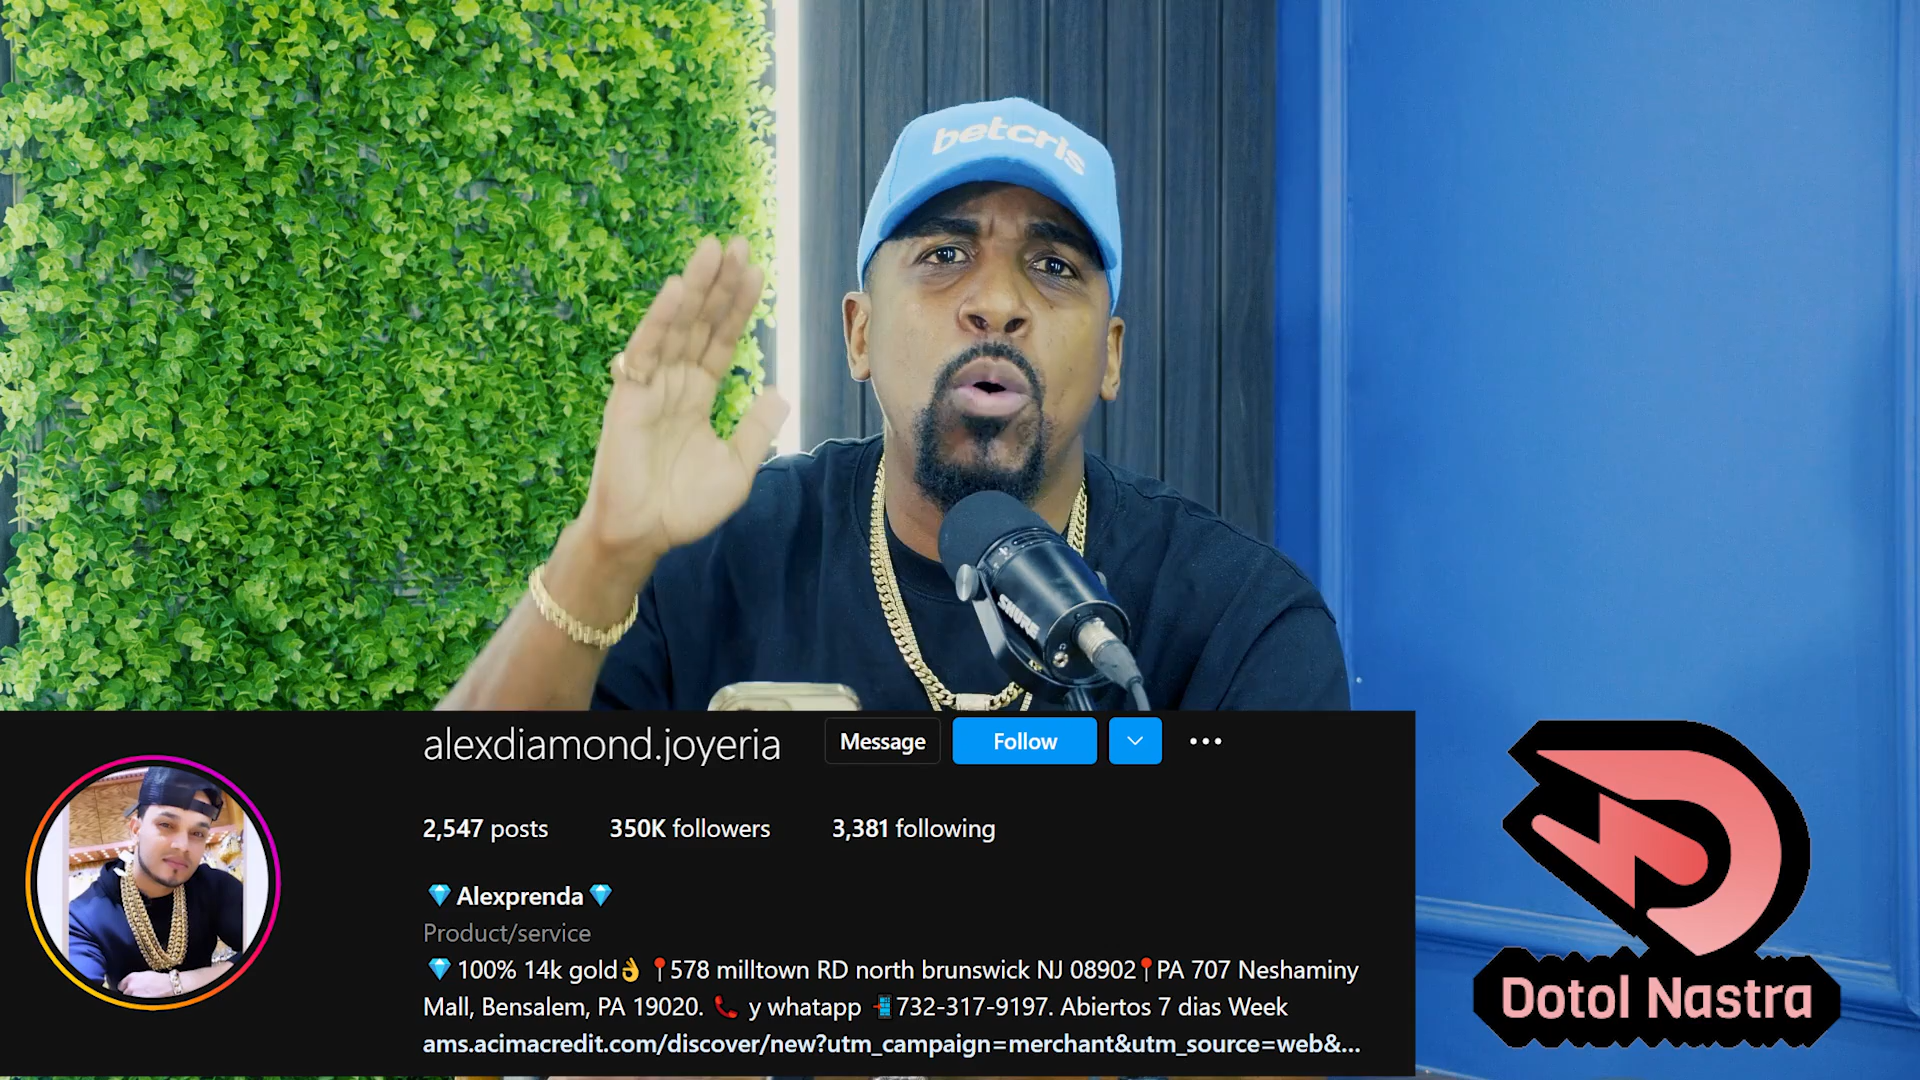 betcris
SHURE
alexdiamond.joyeria Message Follow
2,547 posts 350K followers 3,381 following
💎 Alexprenda 💎
Product/service
💎 100% 14k gold👌 📍578 milltown RD north brunswick NJ 08902📍PA 707 Neshaminy
Mall, Bensalem, PA 19020. 📞 y whatapp 📲732-317-9197. Abiertos 7 dias Week
ams.acimacredit.com/discover/new?utm_campaign=merchant&utm_source=web&...
Dotol Nastra